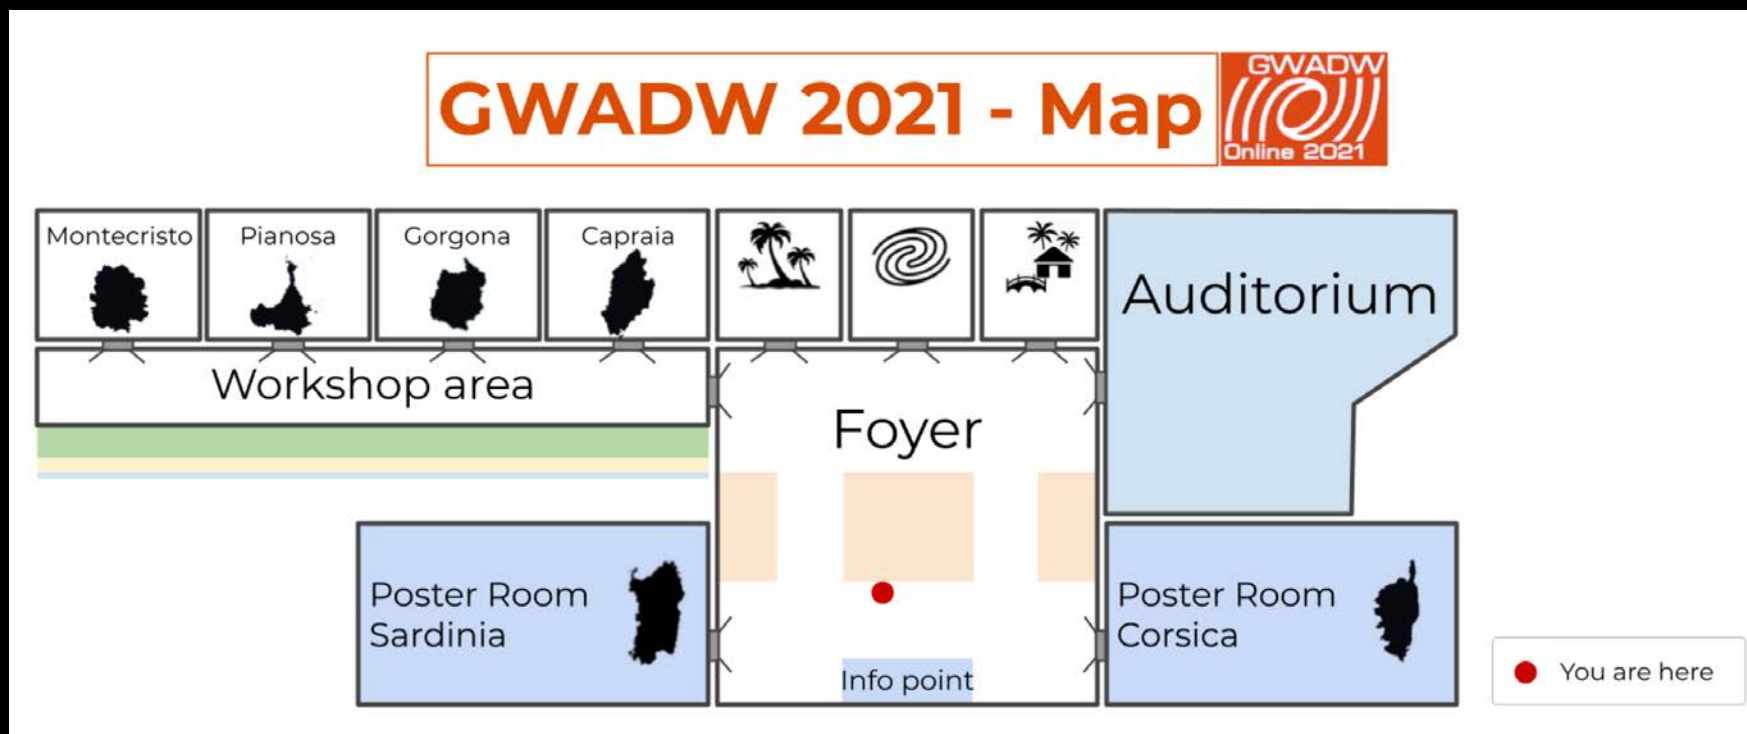 GWADW 2021 - Map
GWADW
Online 2021
Montecristo
Pianosa
Gorgona
Capraia
Auditorium
Workshop area
Foyer
Poster Room
Sardinia
Poster Room
Corsica
Info point
You are here